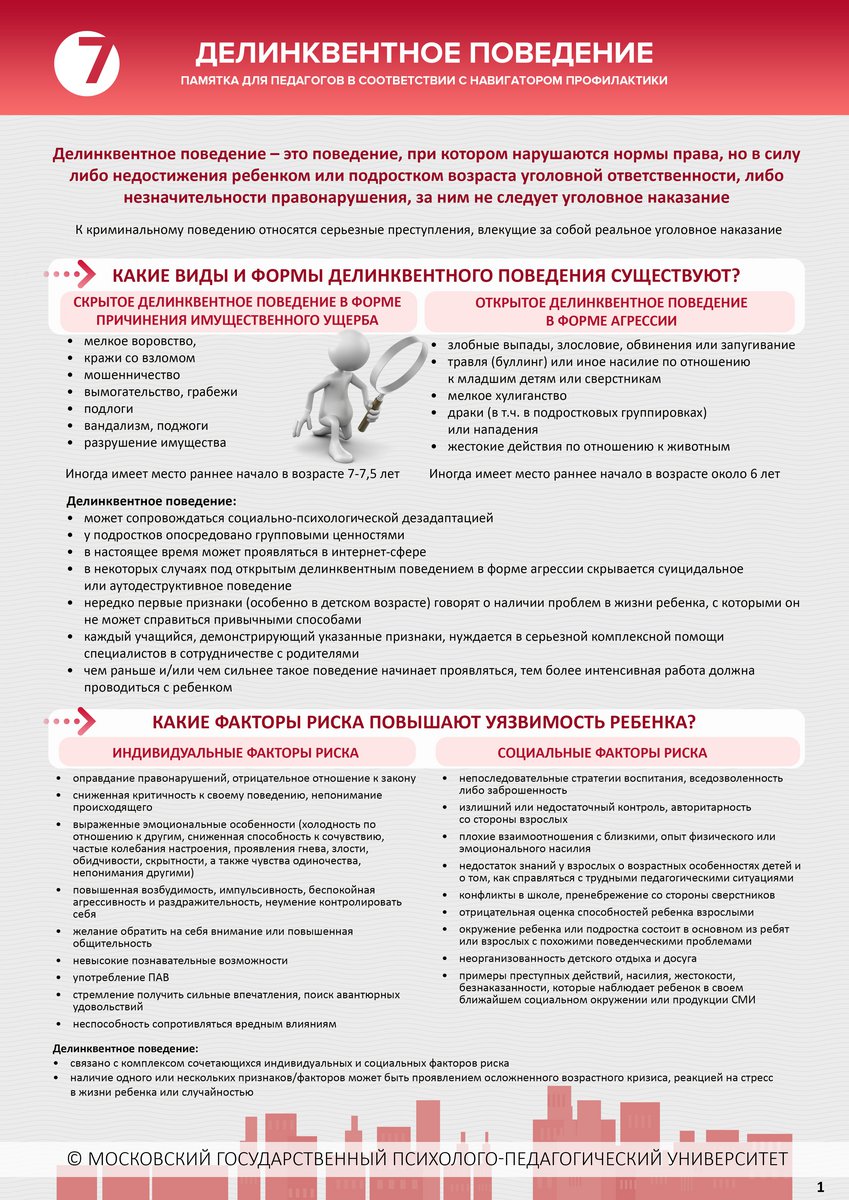 7
ДЕЛИНКВЕНТНОЕ ПОВЕДЕНИЕ
ПАМЯТКА ДЛЯ ПЕДАГОГОВ В СООТВЕТСТВИИ С НАВИГАТОРОМ ПРОФИЛАКТИКИ
Делинквентное поведение – это поведение, при котором нарушаются нормы права, но в силу
либо недостижения ребенком или подростком возраста уголовной ответственности, либо
незначительности правонарушения, за ним не следует уголовное наказание
К криминальному поведению относятся серьезные преступления, влекущие за собой реальное уголовное наказание
КАКИЕ ВИДЫ И ФОРМЫ ДЕЛИНКВЕНТНОГО ПОВЕДЕНИЯ СУЩЕСТВУЮТ?
СКРЫТОЕ ДЕЛИНКВЕНТНОЕ ПОВЕДЕНИЕ В ФОРМЕ
ПРИЧИНЕНИЯ ИМУЩЕСТВЕННОГО УЩЕРБА
• мелкое воровство,
• кражи со взломом
• мошенничество
• вымогательство, грабежи
• подлоги
• вандализм, поджоги
• разрушение имущества
Иногда имеет место раннее начало в возрасте 7-7,5 лет
ОТКРЫТОЕ ДЕЛИНКВЕНТНОЕ ПОВЕДЕНИЕ
В ФОРМЕ АГРЕССИИ
• злобные выпады, злословие, обвинения или запугивание
• травля (буллинг) или иное насилие по отношению
к младшим детям или сверстникам
• мелкое хулиганство
• драки (в т.ч. в подростковых группировках)
или нападения
• жестокие действия по отношению к животным
Иногда имеет место раннее начало в возрасте около 6 лет
Делинквентное поведение:
• может сопровождаться социально-психологической дезадаптацией
• у подростков опосредовано групповыми ценностями
• в настоящее время может проявляться в интернет-сфере
• в некоторых случаях под открытым делинквентным поведением в форме агрессии скрывается суицидальное
или аутодеструктивное поведение
• нередко первые признаки (особенно в детском возрасте) говорят о наличии проблем в жизни ребенка, с которыми он
не может справиться привычными способами
• каждый учащийся, демонстрирующий указанные признаки, нуждается в серьезной комплексной помощи
специалистов в сотрудничестве с родителями
• чем раньше и/или чем сильнее такое поведение начинает проявляться, тем более интенсивная работа должна
проводиться с ребенком
КАКИЕ ФАКТОРЫ РИСКА ПОВЫШАЮТ УЯЗВИМОСТЬ РЕБЕНКА?
ИНДИВИДУАЛЬНЫЕ ФАКТОРЫ РИСКА
• оправдание правонарушений, отрицательное отношение к закону
• сниженная критичность к своему поведению, непонимание
происходящего
• выраженные эмоциональные особенности (холодность по
отношению к другим, сниженная способность к сочувствию,
частые колебания настроения, проявления гнева, злости,
обидчивости, скрытности, а также чувства одиночества,
непонимания другими)
• повышенная возбудимость, импульсивность, беспокойная
агрессивность и раздражительность, неумение контролировать
себя
• желание обратить на себя внимание или повышенная
общительность
• невысокие познавательные возможности
• употребление ПАВ
• стремление получить сильные впечатления, поиск авантюрных
удовольствий
• неспособность сопротивляться вредным влияниям
СОЦИАЛЬНЫЕ ФАКТОРЫ РИСКА
• непоследовательные стратегии воспитания, вседозволенность
либо заброшенность
• излишний или недостаточный контроль, авторитарность
со стороны взрослых
• плохие взаимоотношения с близкими, опыт физического или
эмоционального насилия
• недостаток знаний у взрослых о возрастных особенностях детей и
о том, как справляться с трудными педагогическими ситуациями
• конфликты в школе, пренебрежение со стороны сверстников
• отрицательная оценка способностей ребенка взрослыми
• окружение ребенка или подростка состоит в основном из ребят
или взрослых с похожими поведенческими проблемами
• неорганизованность детского отдыха и досуга
• примеры преступных действий, насилия, жестокости,
безнаказанности, которые наблюдает ребенок в своем
ближайшем социальном окружении или продукции СМИ
Делинквентное поведение:
• связано с комплексом сочетающихся индивидуальных и социальных факторов риска
• наличие одного или нескольких признаков/факторов может быть проявлением осложненного возрастного кризиса, реакцией на стресс
в жизни ребенка или случайностью
© МОСКОВСКИЙ ГОСУДАРСТВЕННЫЙ ПСИХОЛОГО-ПЕДАГОГИЧЕСКИЙ УНИВЕРСИТЕТ
1